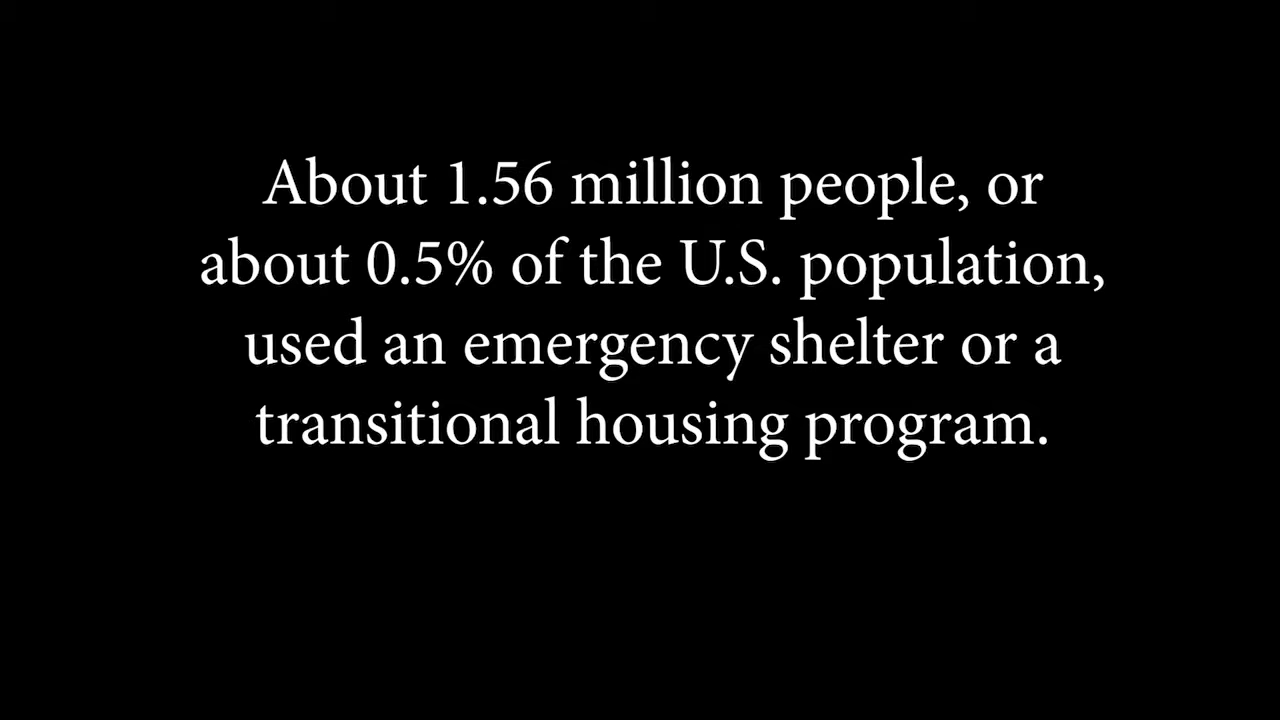 About 1.56 million people, or
about 0.5% of the U.S. population,
used an emergency shelter or a
transitional housing program.